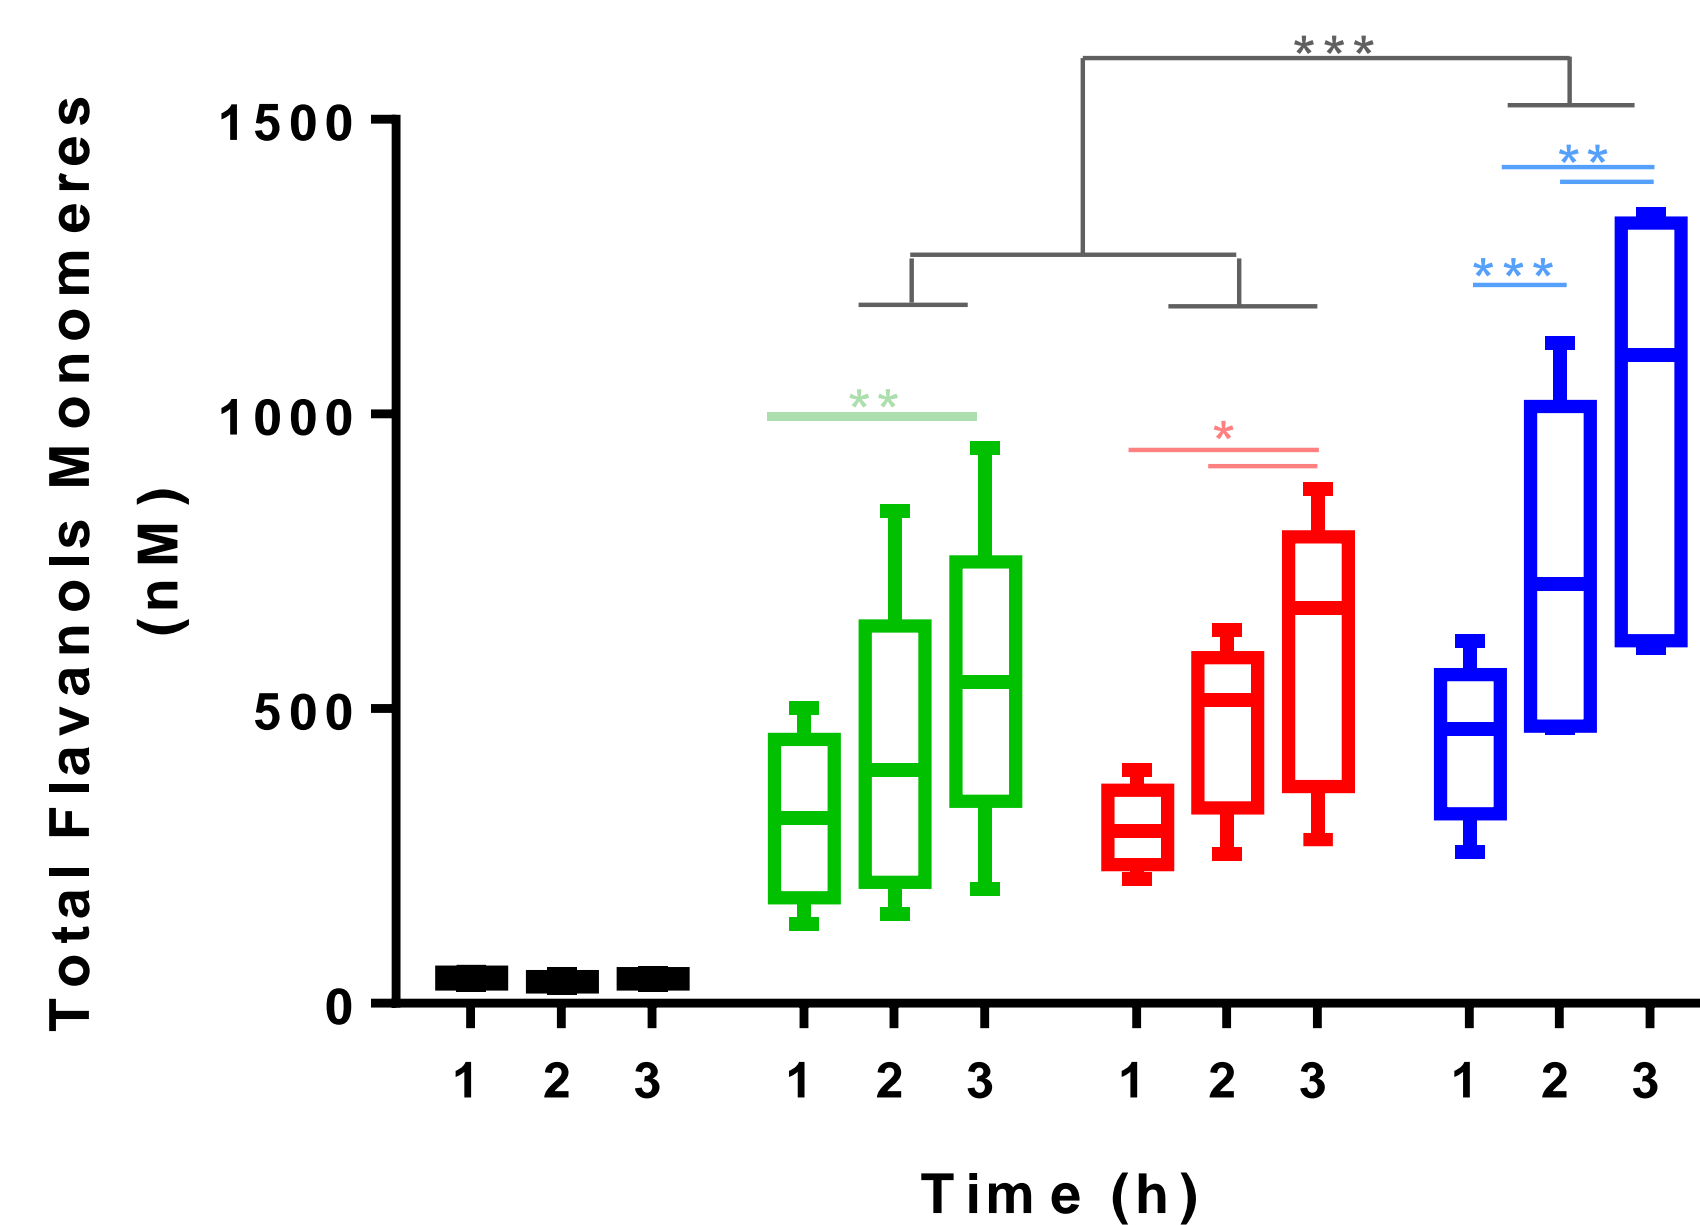 ***
1500
**
***
1000
**
*
500
0
1 2 3 1 2 3 1 2 3 1 2 3
Time (h)
Total Flavanols Monomeres
(nM)